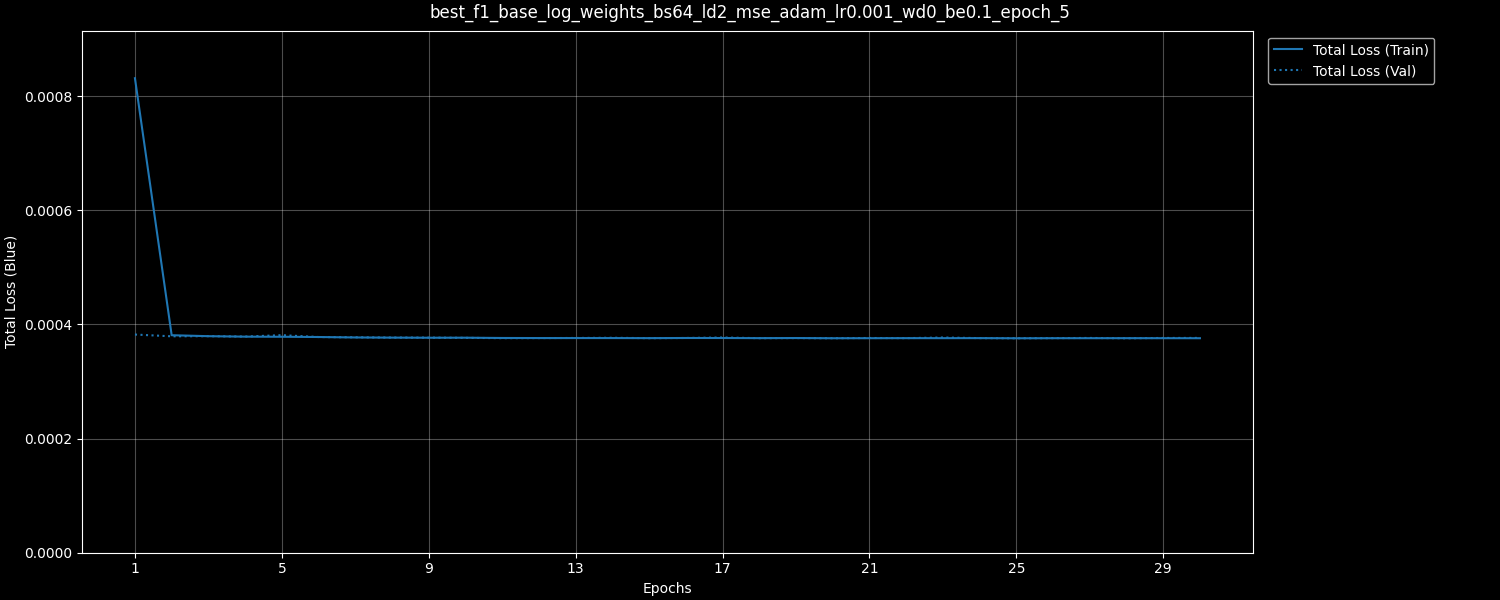 best_f1_base_log_weights_bs64_ld2_mse_adam_lr0.001_wd0_be0.1_epoch_5
Total Loss (Train)
Total Loss (Val)
Total Loss (Blue)
0.0008
0.0006
0.0004
0.0002
0.0000
1 5 9 13 17 21 25 29
Epochs